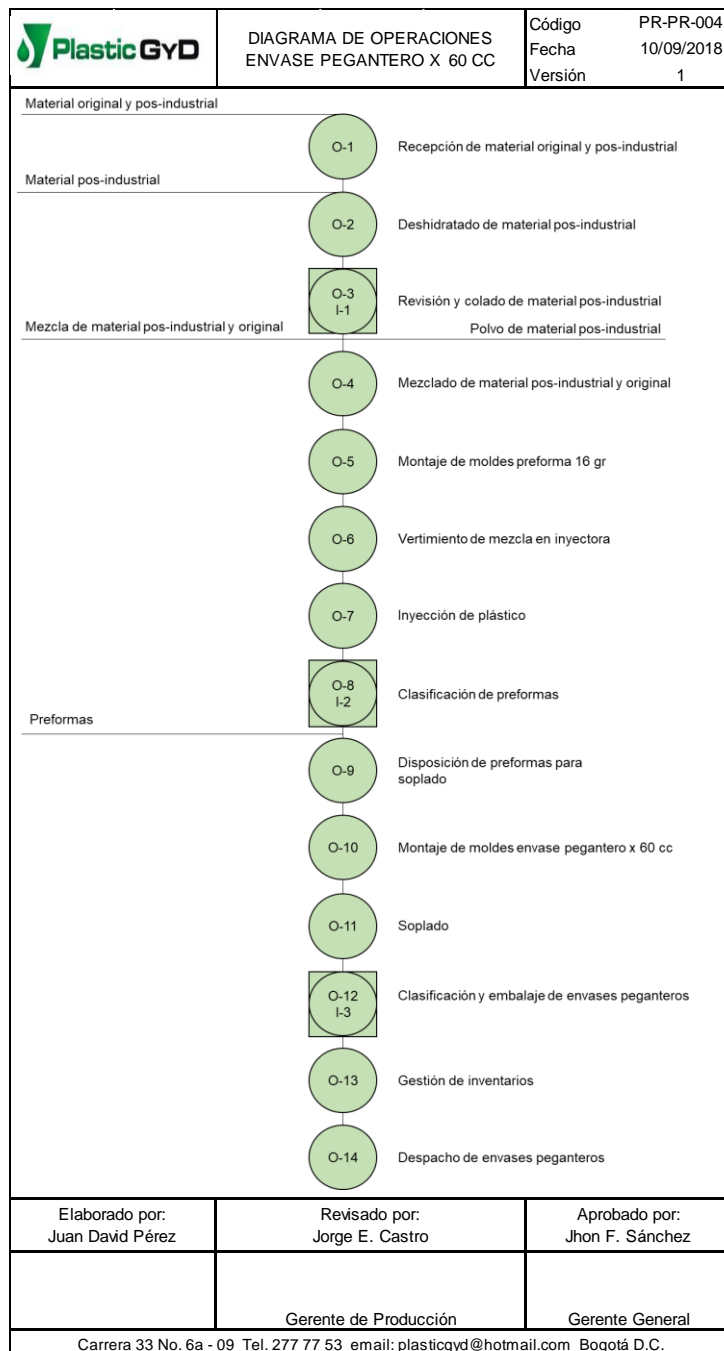 Plastic GYD
DIAGRAMA DE OPERACIONES
ENVASE PEGANTERO X 60 CC
Código PR-PR-004
Fecha 10/09/2018
Versión 1
Material original y pos-industrial
O-1 Recepción de material original y pos-industrial
Material pos-industrial
O-2 Deshidratado de material pos-industrial
O-3
I-1
Revisión y colado de material pos-industrial
Mezcla de material pos-industrial y original
Polvo de material pos-industrial
O-4 Mezclado de material pos-industrial y original
O-5 Montaje de moldes preforma 16 gr
O-6 Vertimiento de mezcla en inyectora
O-7 Inyección de plástico
O-8
I-2
Clasificación de preformas
Preformas
O-9 Disposición de preformas para
soplado
O-10 Montaje de moldes envase pegantero x 60 cc
O-11 Soplado
O-12
I-3
Clasificación y embalaje de envases peganteros
O-13 Gestión de inventarios
O-14 Despacho de envases peganteros
Elaborado por:
Juan David Pérez
Revisado por:
Jorge E. Castro
Aprobado por:
Jhon F. Sánchez
Gerente de Producción
Gerente General
Carrera 33 No. 6a - 09 Tel. 277 77 53 email: plasticgyd@hotmail.com Bogotá D.C.